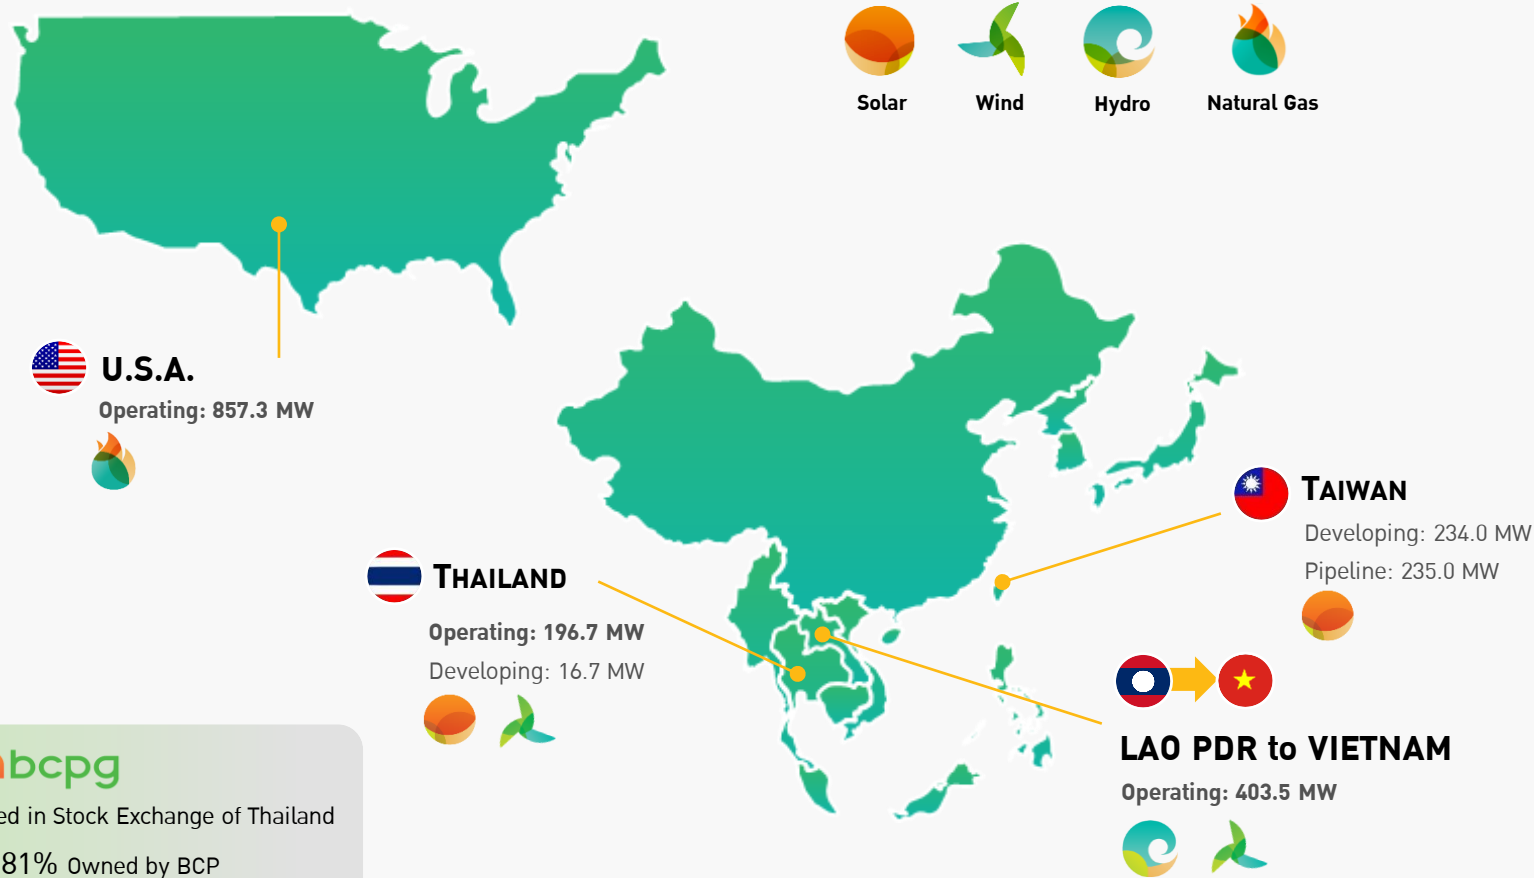 Solar
Wind
Hydro
Natural Gas
U.S.A.
Operating: 857.3 MW
TAIWAN
Developing: 234.0 MW
Pipeline: 235.0 MW
THAILAND
Operating: 196.7 MW
Developing: 16.7 MW
LAO PDR to VIETNAM
Operating: 403.5 MW
bcpg
in Stock Exchange of Thailand
81% Owned by BCP